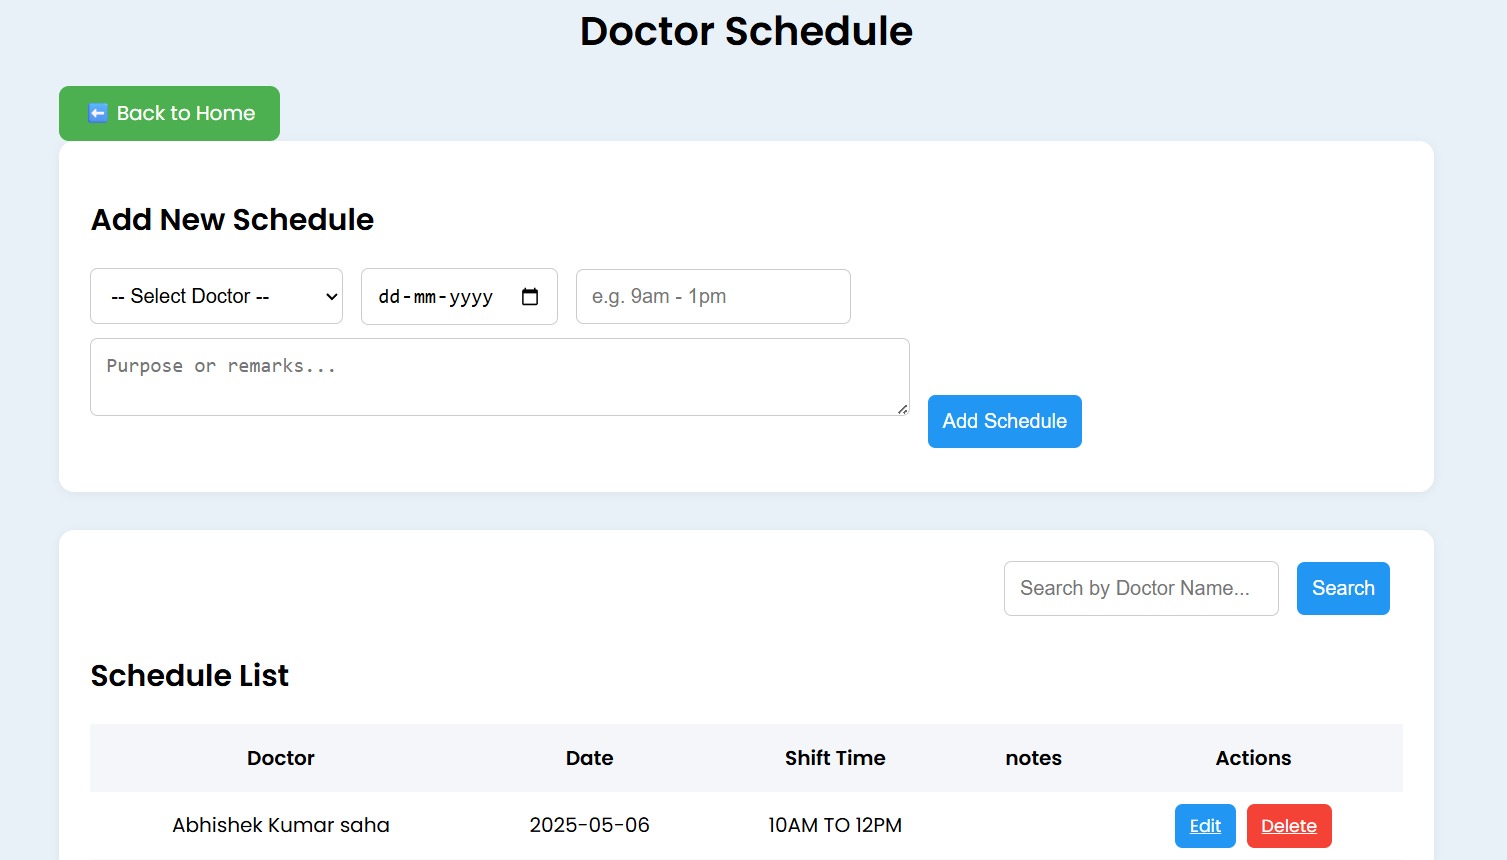 Doctor Schedule
⬅️ Back to Home
Add New Schedule
-- Select Doctor --
dd-mm-yyyy
e.g. 9am - 1pm
Purpose or remarks...
Add Schedule
Search by Doctor Name...
Search
Schedule List
Doctor Date Shift Time notes Actions
Abhishek Kumar saha 2025-05-06 10AM TO 12PM Edit Delete